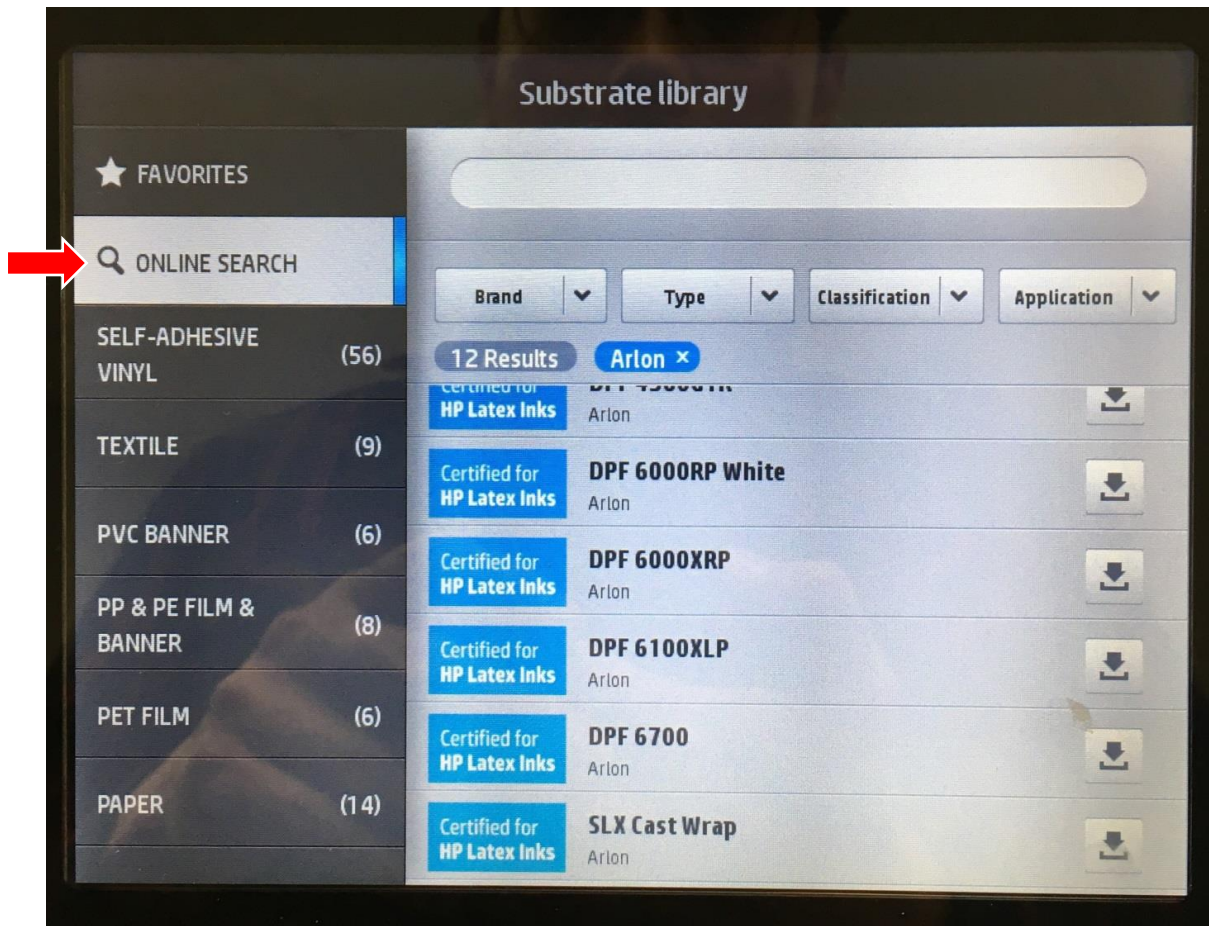 Substrate library
FAVORITES
ONLINE SEARCH
SELF-ADHESIVE
VINYL
(56)
TEXTILE (9)
PVC BANNER (6)
PP & PE FILM &
BANNER
(8)
PET FILM (6)
PAPER (14)
Brand Type Classification Application
12 Results Arlon ×
Certified for
HP Latex Inks
Arlon
Certified for
HP Latex Inks
DPF 6000RP White
Arlon
Certified for
HP Latex Inks
DPF 6000XRP
Arlon
Certified for
HP Latex Inks
DPF 6100XLP
Arlon
Certified for
HP Latex Inks
DPF 6700
Arlon
Certified for
HP Latex Inks
SLX Cast Wrap
Arlon